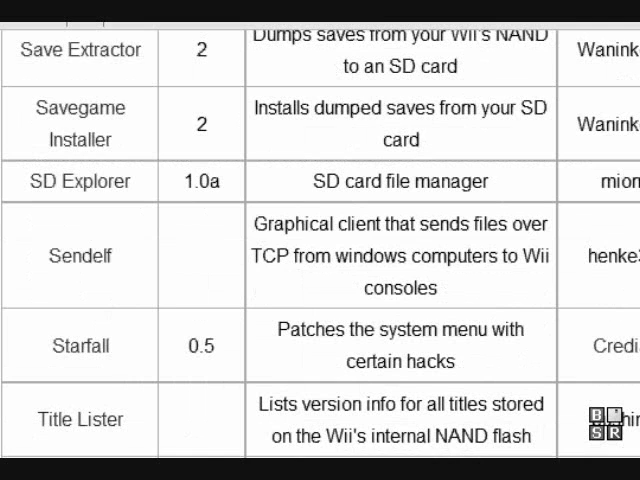 Dumps saves from your Wii's NAND
Save Extractor 2 to an SD card
Savegame Installer 2 Installs dumped saves from your SD card
SD Explorer 1.0a SD card file manager
Sendelf Graphical client that sends files over
TCP from windows computers to Wii
consoles
Starfall 0.5 Patches the system menu with
certain hacks
Title Lister Lists version info for all titles stored
on the Wii's internal NAND flash
B
S R